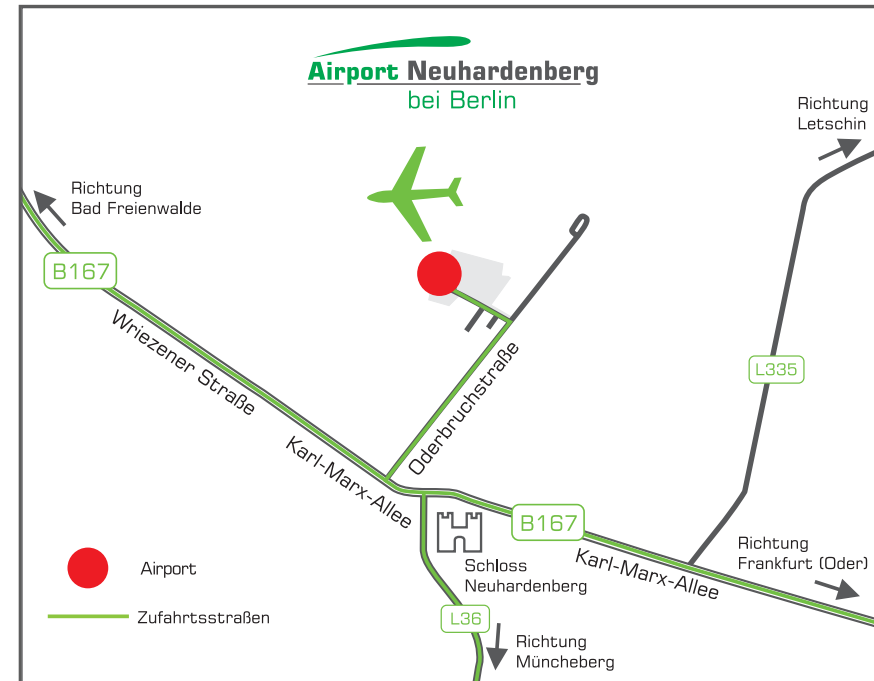 Airport Neuhardenberg
bei Berlin
Richtung
Letschin
Richtung
Bad Freienwalde
B167
Wriezener Straße
Oderbruchstraße
L335
Karl-Marx-Allee
B167
Karl-Marx-Allee
Richtung
Frankfurt (Oder)
Schloss
Neuhardenberg
Airport
Zufahrtsstraßen
L36
Richtung
Müncheberg